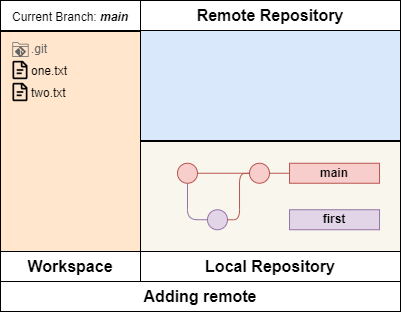 Current Branch: main
Remote Repository
.git
one.txt
two.txt
main
first
Workspace
Local Repository
Adding remote